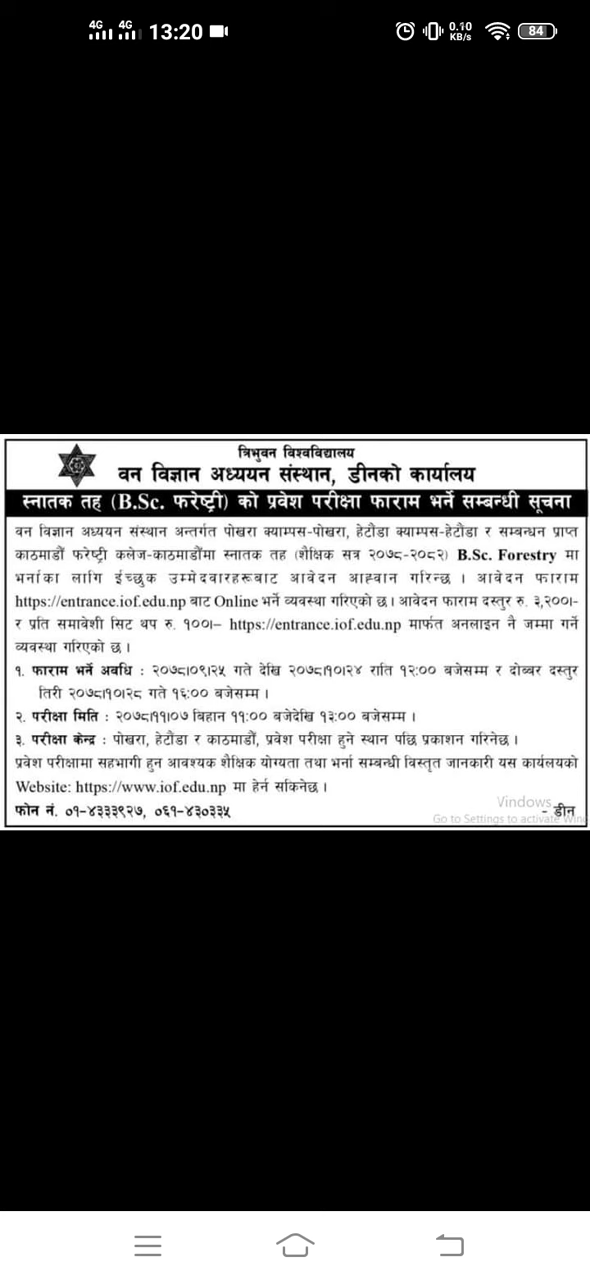 4G 4G 13:20 0.10 KB/s 84
त्रिभुवन विश्वविद्यालय
वन विज्ञान अध्ययन संस्थान, डीनको कार्यालय
स्नातक तह (B.Sc. फरेष्ट्री) को प्रवेश परीक्षा फाराम भर्ने सम्बन्धी सूचना
वन विज्ञान अध्ययन संस्थान अन्तर्गत पोखरा क्याम्पस-पोखरा, हेटौंडा क्याम्पस-हेटौंडा र सम्बन्धन प्राप्त
काठमाडौं फरेष्ट्री कलेज-काठमाडौंमा स्नातक तह (शैक्षिक सत्र २०७८-२०८२) B.Sc. Forestry मा
भर्नाका लागि ईच्छुक उम्मेदवारहरूबाट आवेदन आह्वान गरिन्छ । आवेदन फाराम
https://entrance.iof.edu.np बाट Online भर्ने व्यवस्था गरिएको छ। आवेदन फाराम दस्तुर रु. ३,२००।-
र प्रति समावेशी सिट थप रु. १००।– https://entrance.iof.edu.np मार्फत अनलाइन नै जम्मा गर्ने
व्यवस्था गरिएको छ ।
१. फाराम भर्ने अवधि : २०७८।०९।२५ गते देखि २०७८।१०।२४ राति १२:०० बजेसम्म र दोब्बर दस्तुर
तिरी २०७८।१०।२८ गते १६:०० बजेसम्म ।
२. परीक्षा मिति : २०७८।११।०७ बिहान ११:०० बजेदेखि १३:०० बजेसम्म ।
३. परीक्षा केन्द्र : पोखरा, हेटौंडा र काठमाडौं, प्रवेश परीक्षा हुने स्थान पछि प्रकाशन गरिनेछ ।
प्रवेश परीक्षामा सहभागी हुन आवश्यक शैक्षिक योग्यता तथा भर्ना सम्बन्धी विस्तृत जानकारी यस कार्यलयको
Website: https://www.iof.edu.np मा हेर्न सकिनेछ ।
फोन नं. ०१-४३३३९२७, ०६१-४३०३३५ - डीन
Vindows
Go to Settings to activate Win